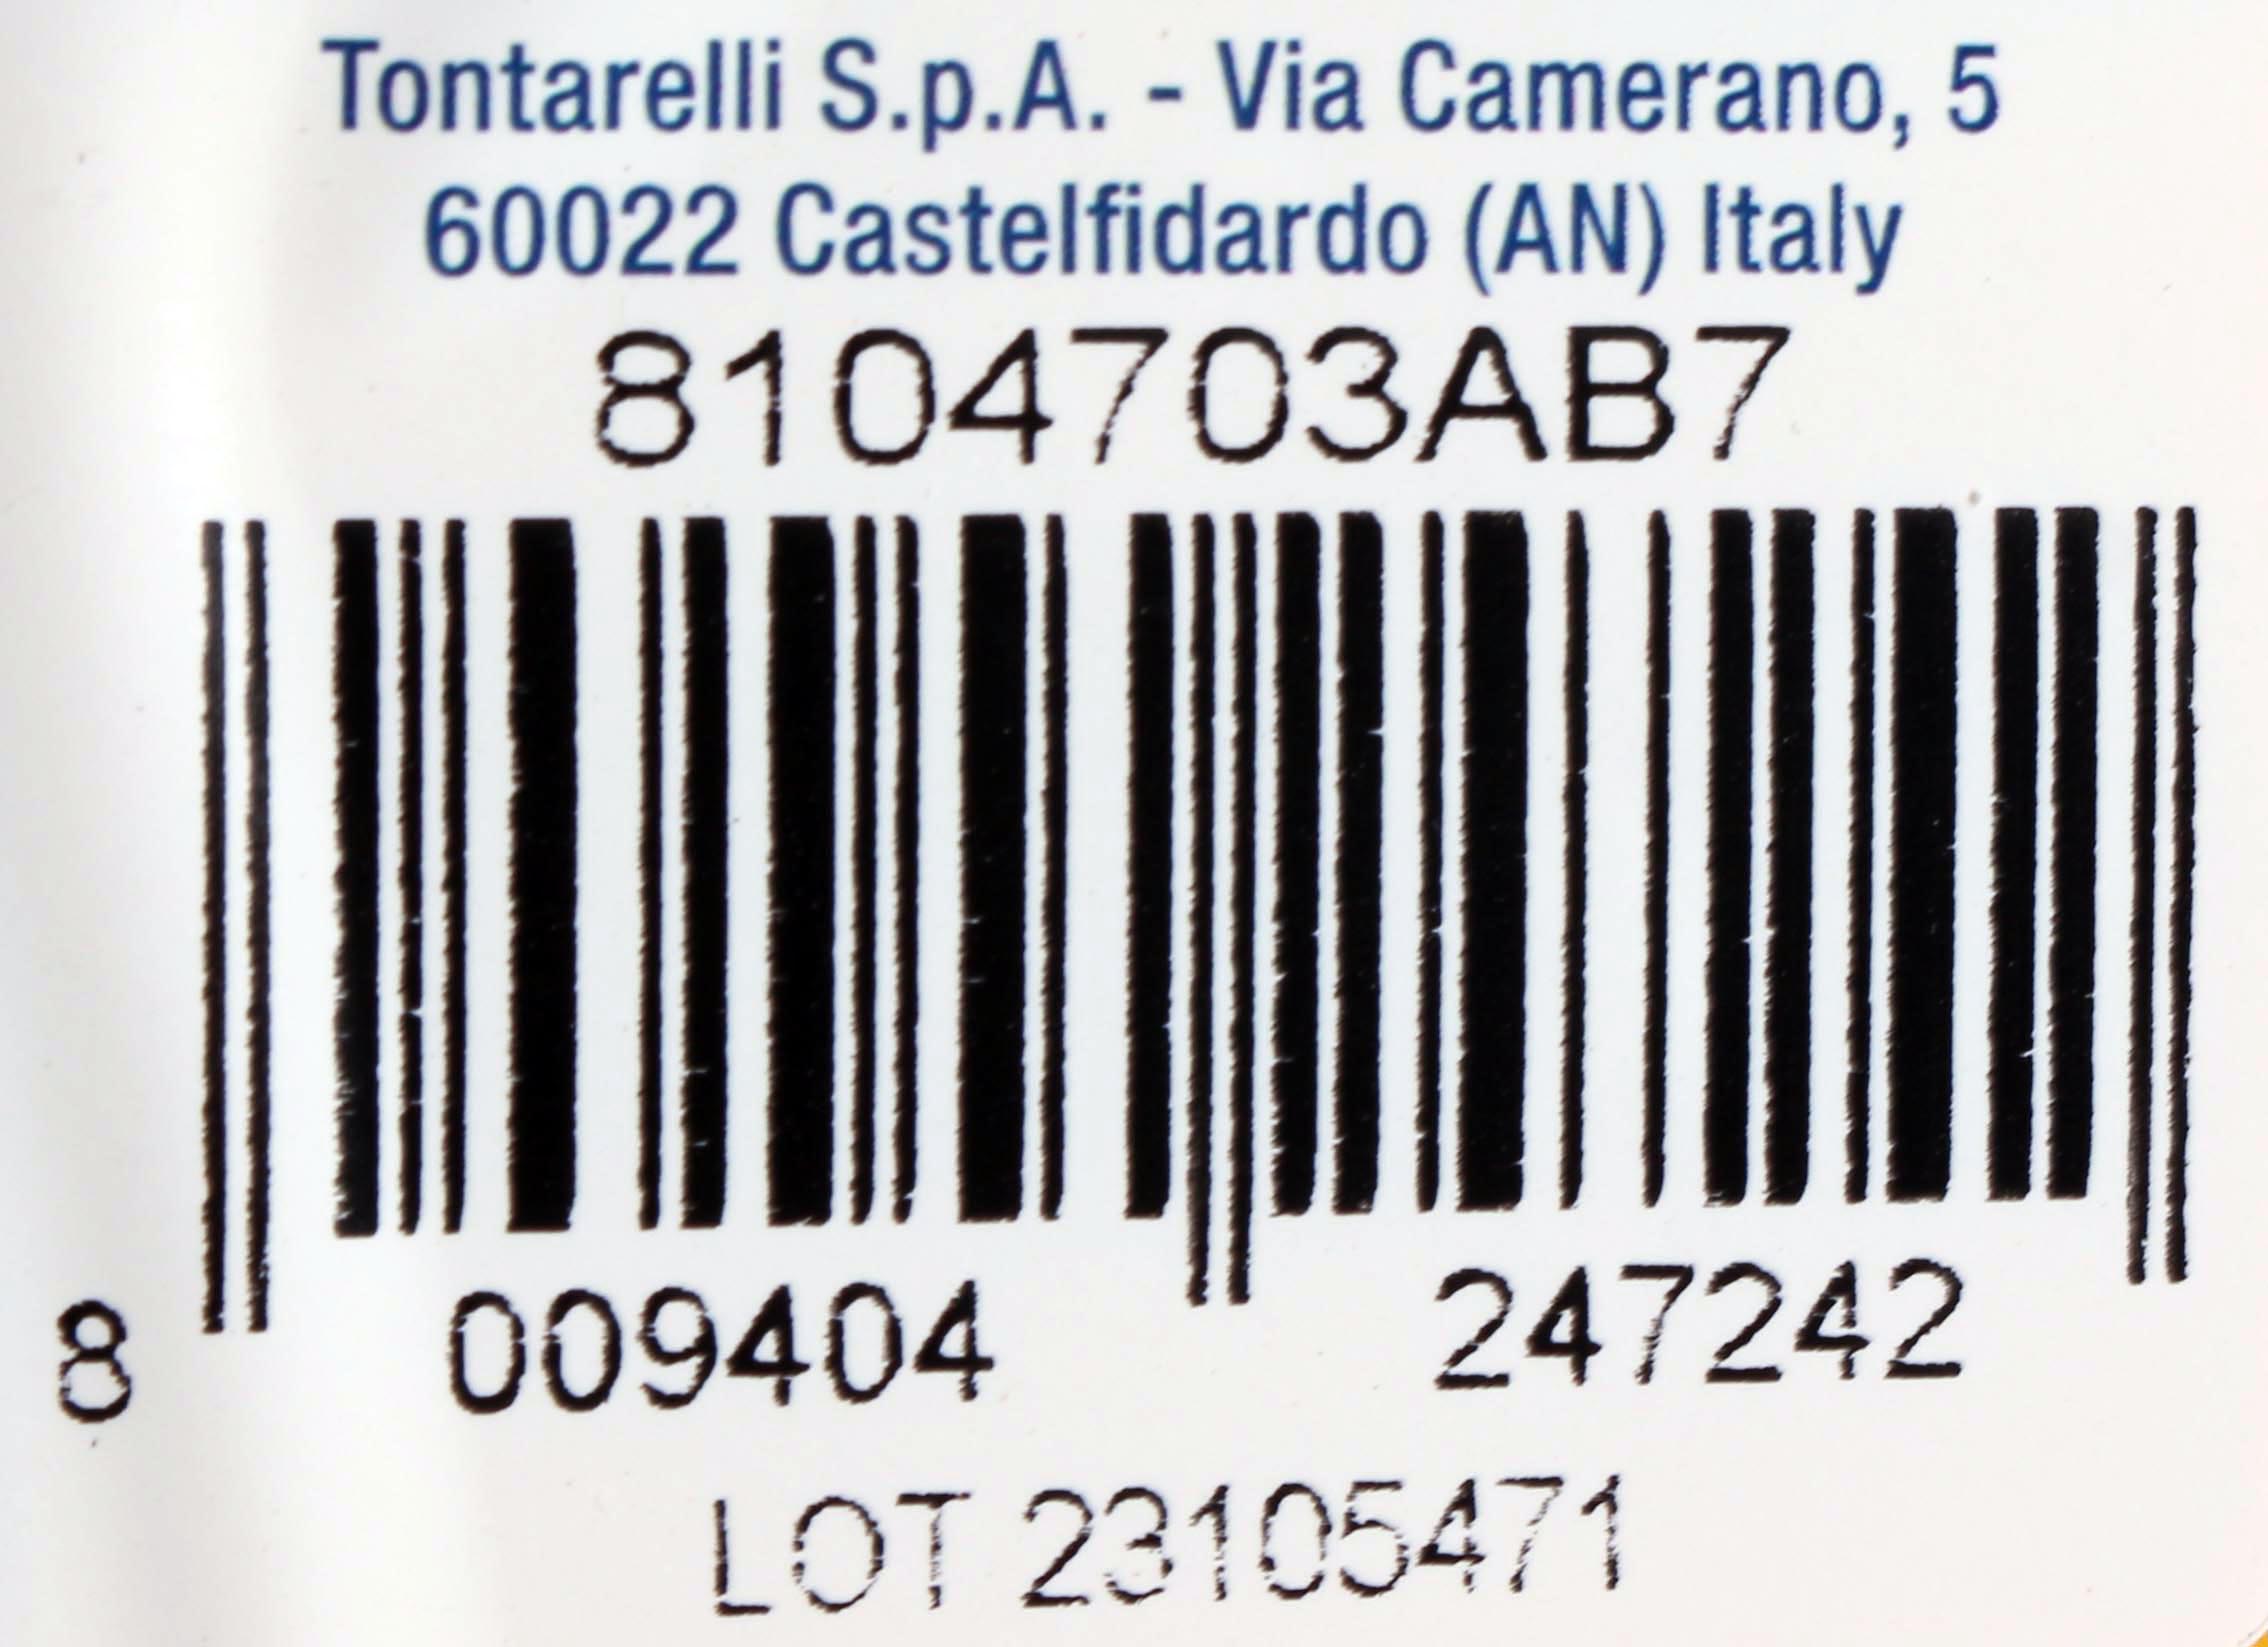 Tontarelli S.p.A. - Via Camerano, 5
60022 Castelfidardo (AN) Italy
8104703AB7
8 009404 247242
LOT 23105471